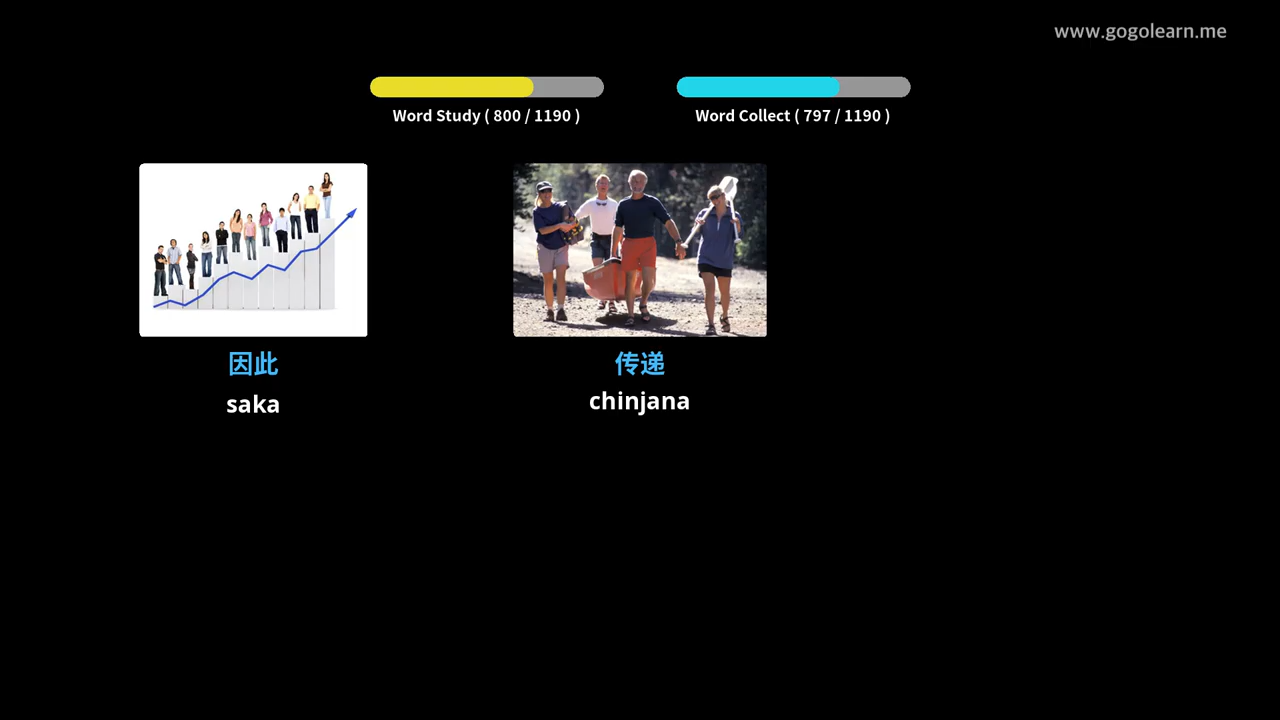 www.gogolearn.me
Word Study ( 800 / 1190 )
Word Collect ( 797 / 1190 )
因此
saka
传递
chinjana